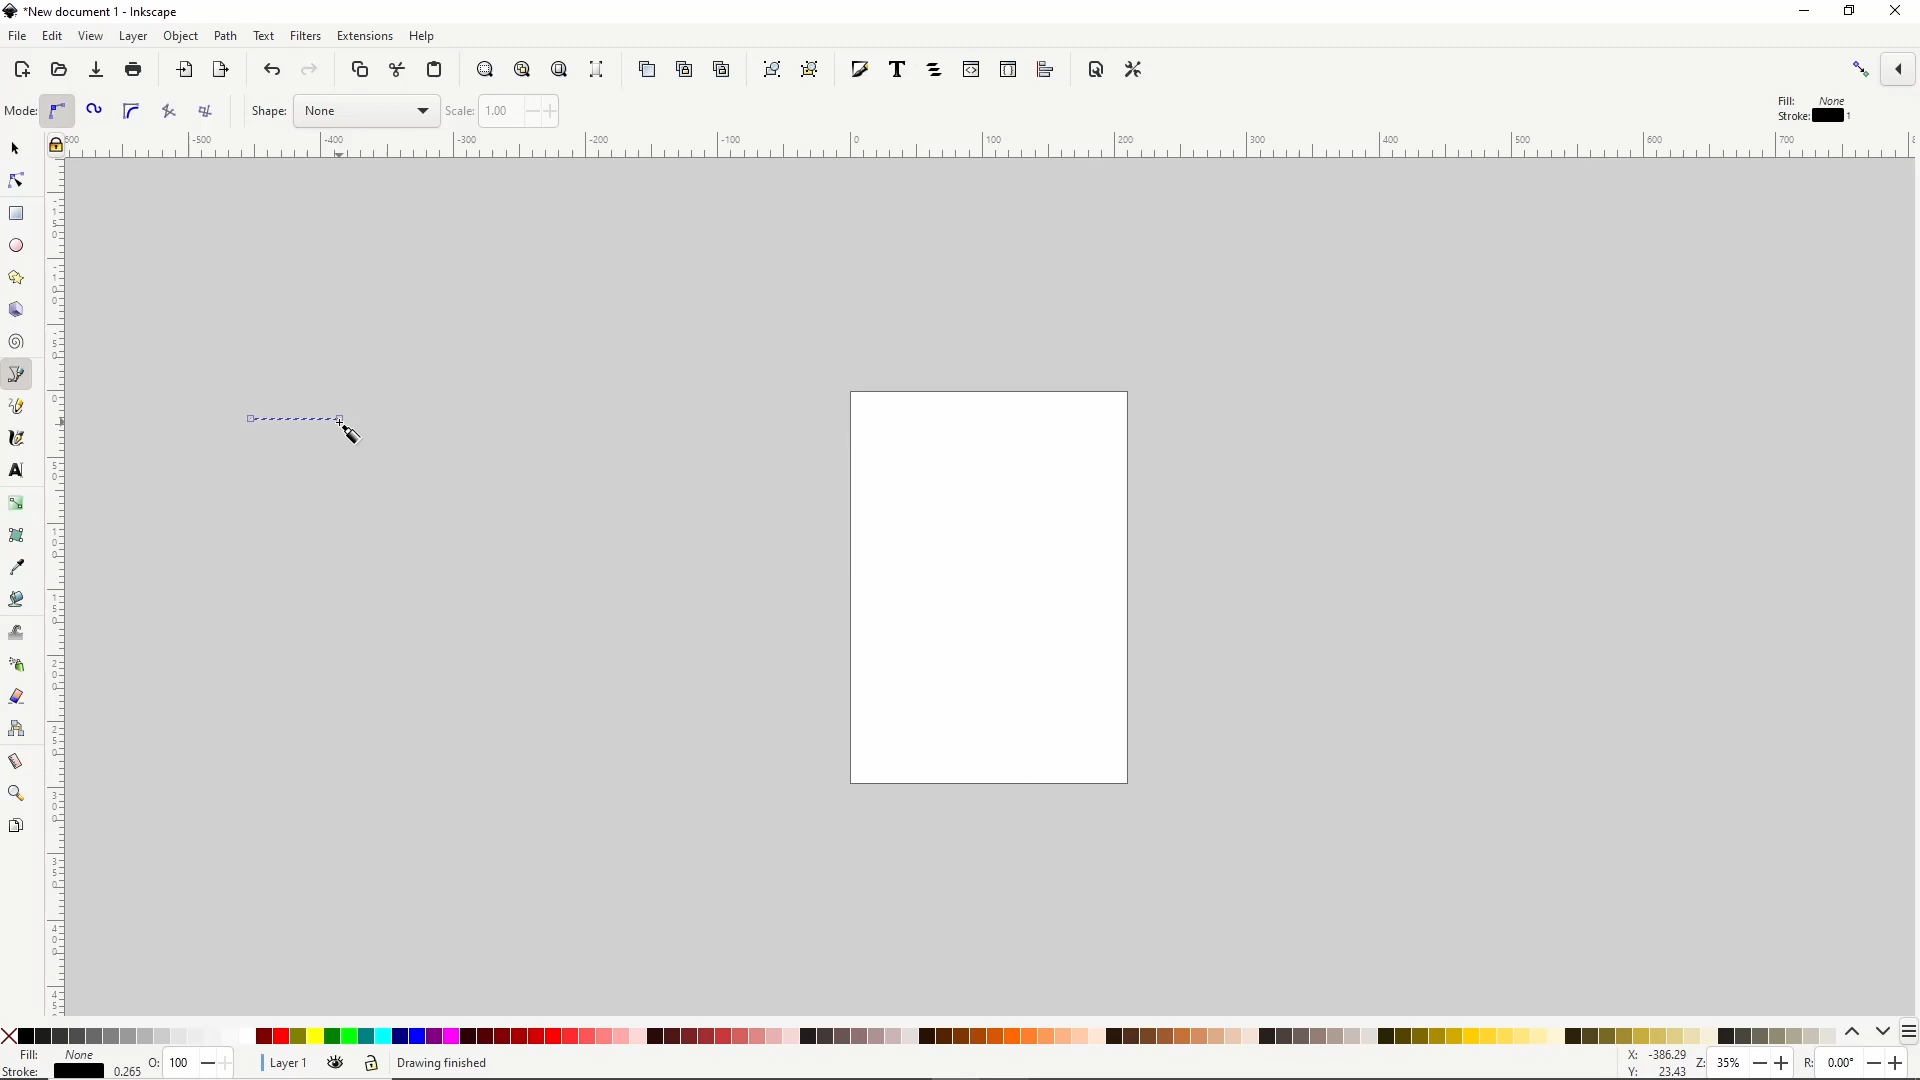 *New document 1 - Inkscape
File Edit View Layer Object Path Text Filters Extensions Help
Mode: Shape: None Scale: 1.00
Fill: None
Stroke: 1
-500 -400 -300 -200 -100 0 100 200 300 400 500 600 700
Fill: None
Stroke: 0.265
O: 100
Layer 1
Drawing finished
X: -386.29
Y: 23.43
Z: 35%
R: 0.00°